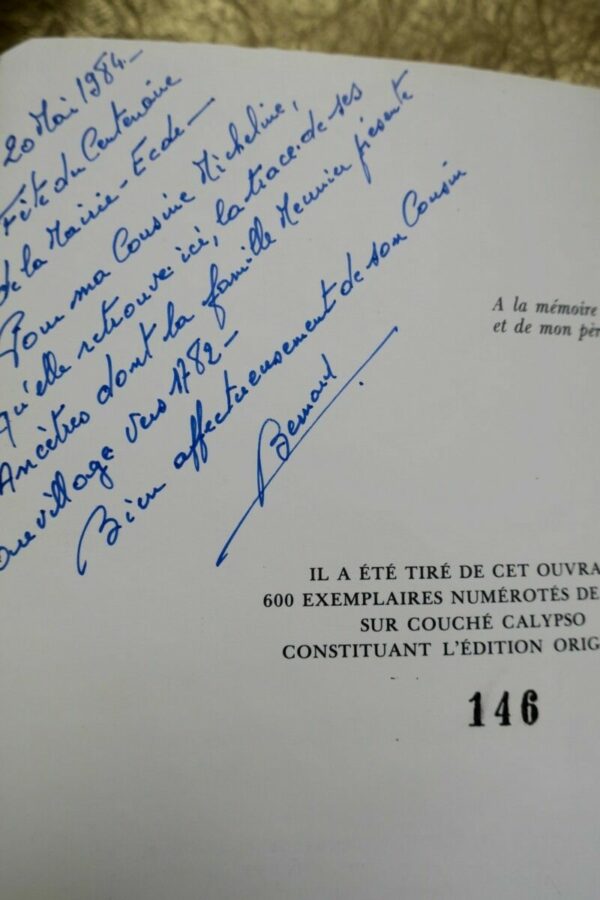 20 Mai 1984.-
Fête du Centenaire
de la Mairie-Ecde-
Pour ma Cousine Micheline,
qu'elle retrouve ici, la trace de ses
Ancêtres dont la famille Meunier présente
village vers 1782-
Bien affectueusement de son Cousin
Bernard
A la mémoire
et de mon pèr
IL A ÉTÉ TIRÉ DE CET OUVRA
600 EXEMPLAIRES NUMÉROTÉS DE
SUR COUCHÉ CALYPSO
CONSTITUANT L'ÉDITION ORIG
146